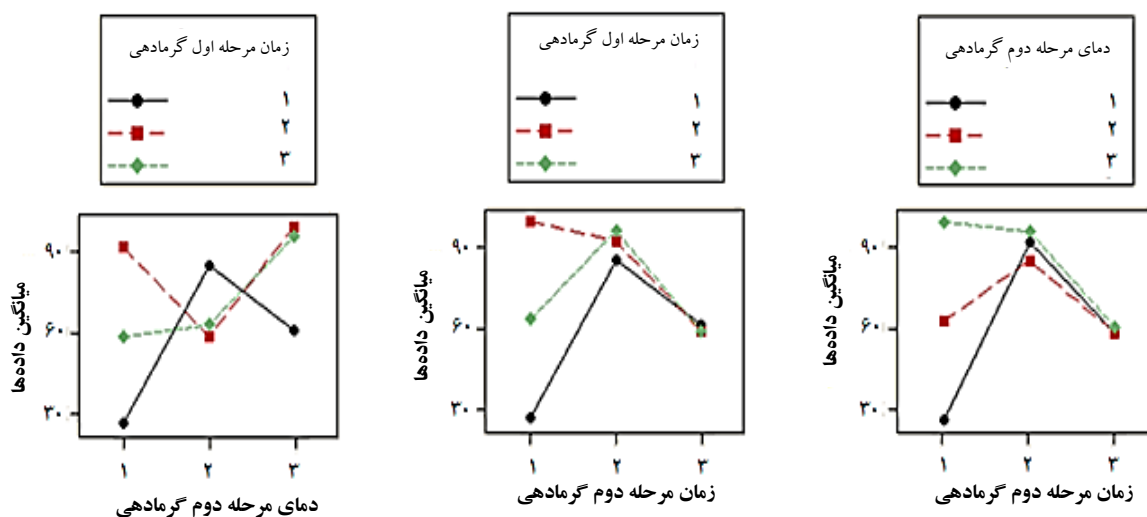 زمان مرحله اول گرمادهی
۱
۲
۳
میانگین داده‌ها
۹۰
۶۰
۳۰
۱ ۲ ۳
دمای مرحله دوم گرمادهی
زمان مرحله اول گرمادهی
۱
۲
۳
میانگین داده‌ها
۹۰
۶۰
۳۰
۱ ۲ ۳
زمان مرحله دوم گرمادهی
دمای مرحله دوم گرمادهی
۱
۲
۳
میانگین داده‌ها
۹۰
۶۰
۳۰
۱ ۲ ۳
زمان مرحله دوم گرمادهی